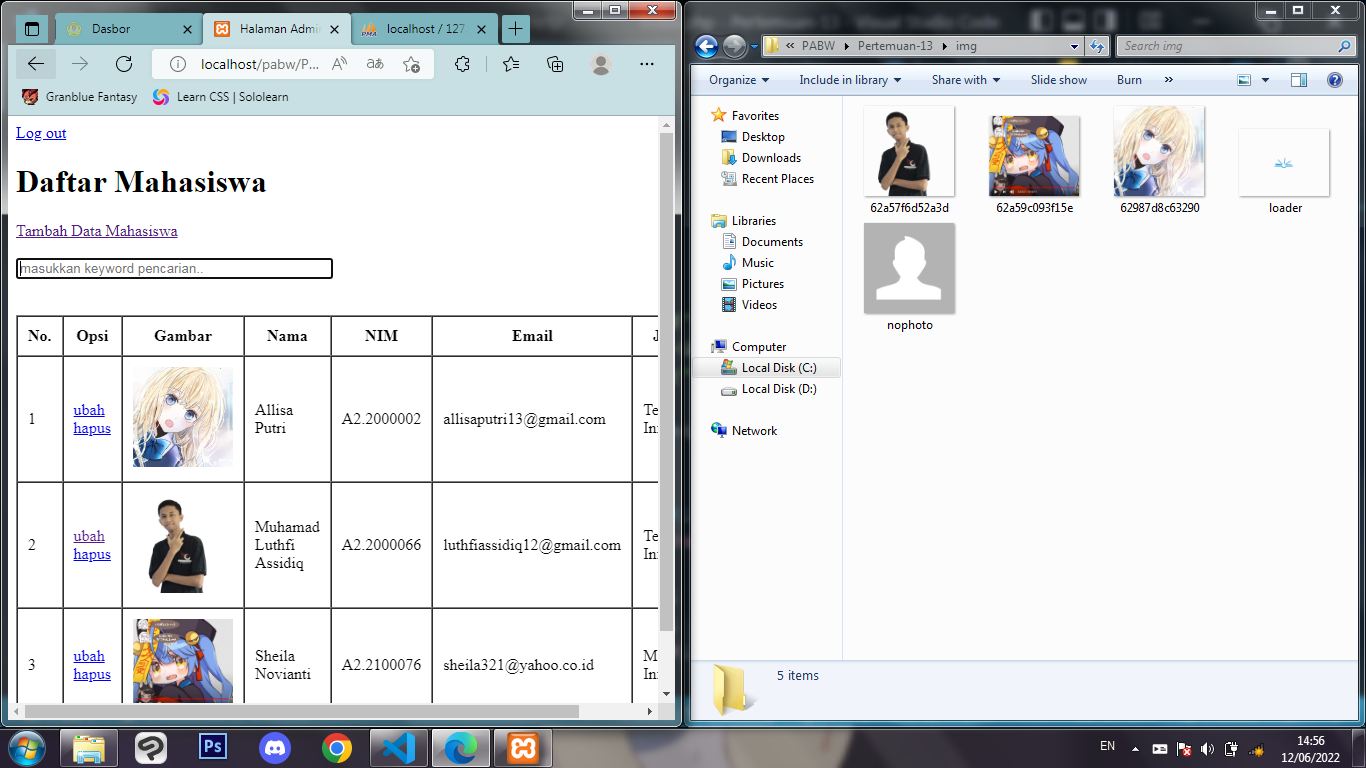 Dasbor
Halaman Admi
localhost / 127
localhost/pabw/P...
Granblue Fantasy
Learn CSS | Sololearn
Log out
Daftar Mahasiswa
Tambah Data Mahasiswa
masukkan keyword pencarian..
No. Opsi Gambar Nama NIM Email J
1 ubah hapus Allisa Putri A2.2000002 allisaputri13@gmail.com Te In
2 ubah hapus Muhamad Luthfi Assidiq A2.2000066 luthfiassidiq12@gmail.com Te In
3 ubah hapus Sheila Novianti A2.2100076 sheila321@yahoo.co.id M In
« PABW Pertemuan-13 img
Search img
Organize Include in library Share with Slide show Burn »
Favorites
Desktop
Downloads
Recent Places
Libraries
Documents
Music
Pictures
Videos
Computer
Local Disk (C:)
Local Disk (D:)
Network
62a57f6d52a3d 62a59c093f15e 62987d8c63290 loader
nophoto
5 items
Ps
EN
14:56
12/06/2022